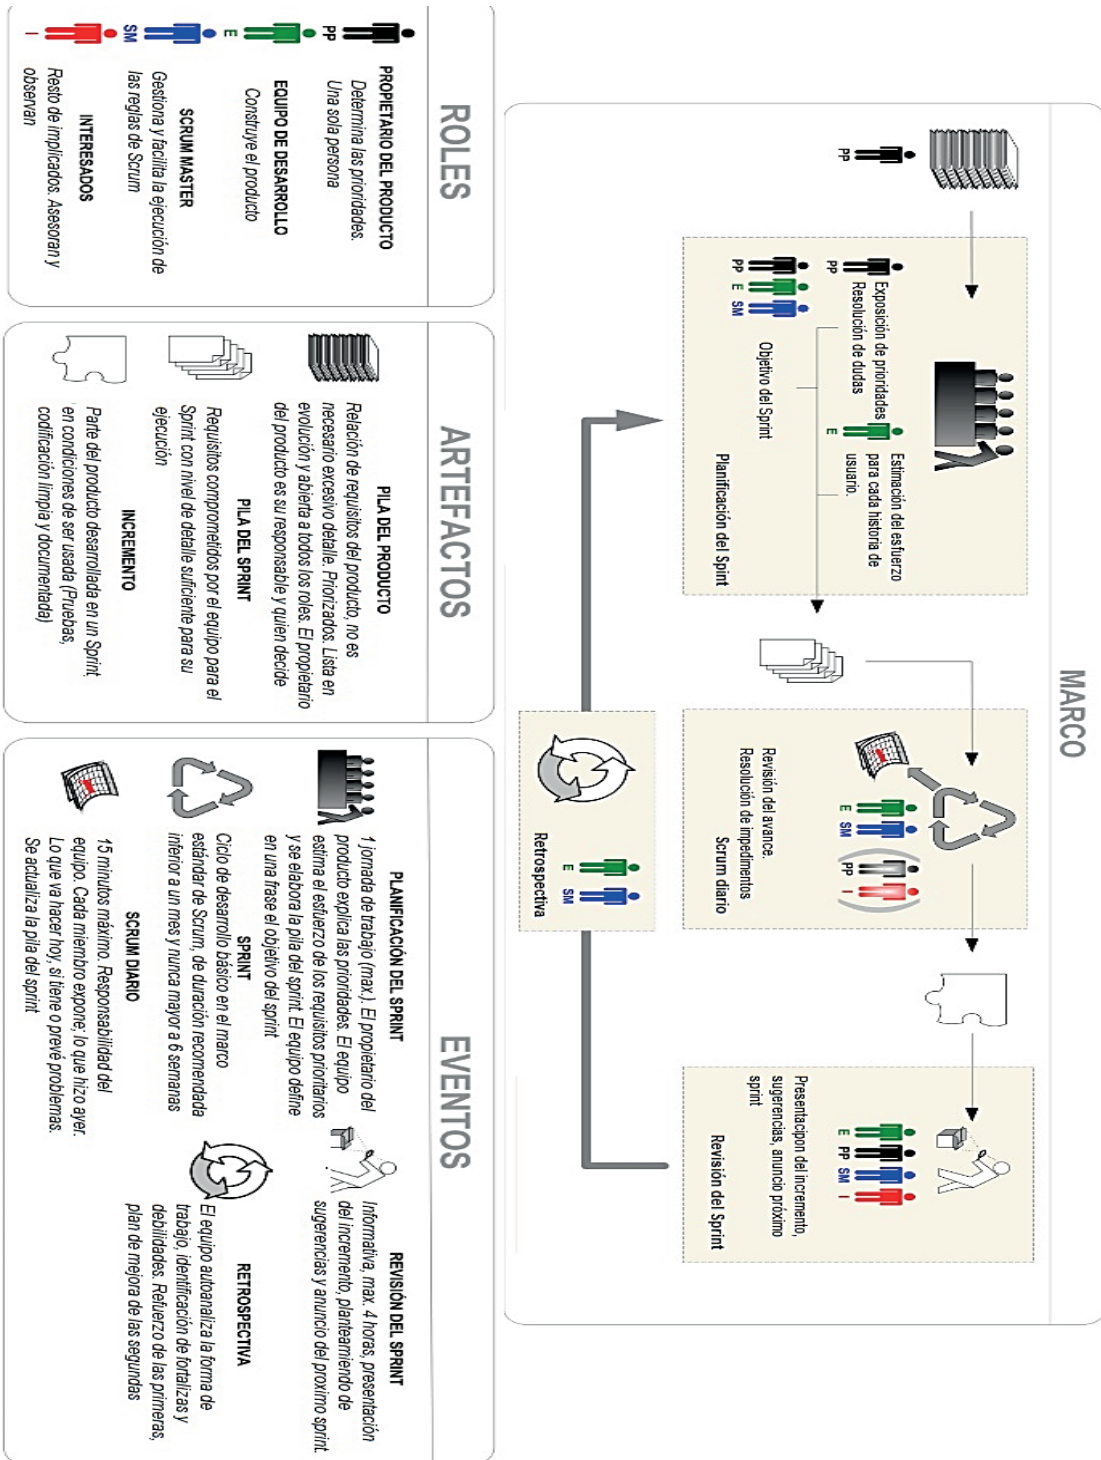 MARCO
PP
PP
Exposición de prioridades
Resolución de dudas
E
Estimación del esfuerzo
para cada historia de
usuario.
PP
E
SM
Objetivo del Sprint
Planificación del Spint
E
SM
PP
I
Revisión del avance.
Resolución de impedimentos
Scrum diario
E
PP
SM
I
Presentacipon del incremento,
sugerencias, anuncio próximo
sprint
Revisión del Sprint
E
SM
Retrospectiva
ROLES
PP
PROPIETARIO DEL PRODUCTO
Determina las prioridades.
Una sola persona
E
EQUIPO DE DESARROLLO
Construye el producto
SM
SCRUM MASTER
Gestiona y facilita la ejecución de
las reglas de Scrum
I
INTERESADOS
Resto de implicados. Asesoran y
observan
ARTEFACTOS
PILA DEL PRODUCTO
Relación de requisitos del producto, no es
necesario excesivo detalle. Priorizados. Lista en
evolución y abierta a todos los roles. El propietario
del producto es su responsable y quien decide
PILA DEL SPRINT
Requisitos comprometidos por el equipo para el
Sprint con nivel de detalle suficiente para su
ejecución
INCREMENTO
Parte del producto desarrollada en un Sprint,
en condiciones de ser usada (Pruebas,
codificación limpia y documentada)
EVENTOS
PLANIFICACIÓN DEL SPRINT
1 jornada de trabajo (max.). El propietario del
producto explica las prioridades. El equipo
estima el esfuerzo de los requisitos prioritarios
y se elabora la pila del sprint. El equipo define
en una frase el objetivo del sprint
SPRINT
Ciclo de desarrollo básico en el marco
estándar de Scrum, de duración recomendada
inferior a un mes y nunca mayor a 6 semanas
SCRUM DIARIO
15 minutos máximo. Responsabilidad del
equipo. Cada miembro expone; lo que hizo ayer.
Lo que va hacer hoy, si tiene o prevé problemas.
Se actualiza la pila del sprint
REVISIÓN DEL SPRINT
Informativa, max. 4 horas, presentación
del incremento, planteamiento de
sugerencias y anuncio del proximo sprint.
RETROSPECTIVA
El equipo autoanaliza la forma de
trabajo, identificación de fortalizas y
debilidades. Refuerzo de las primeras,
plan de mejora de las segundas